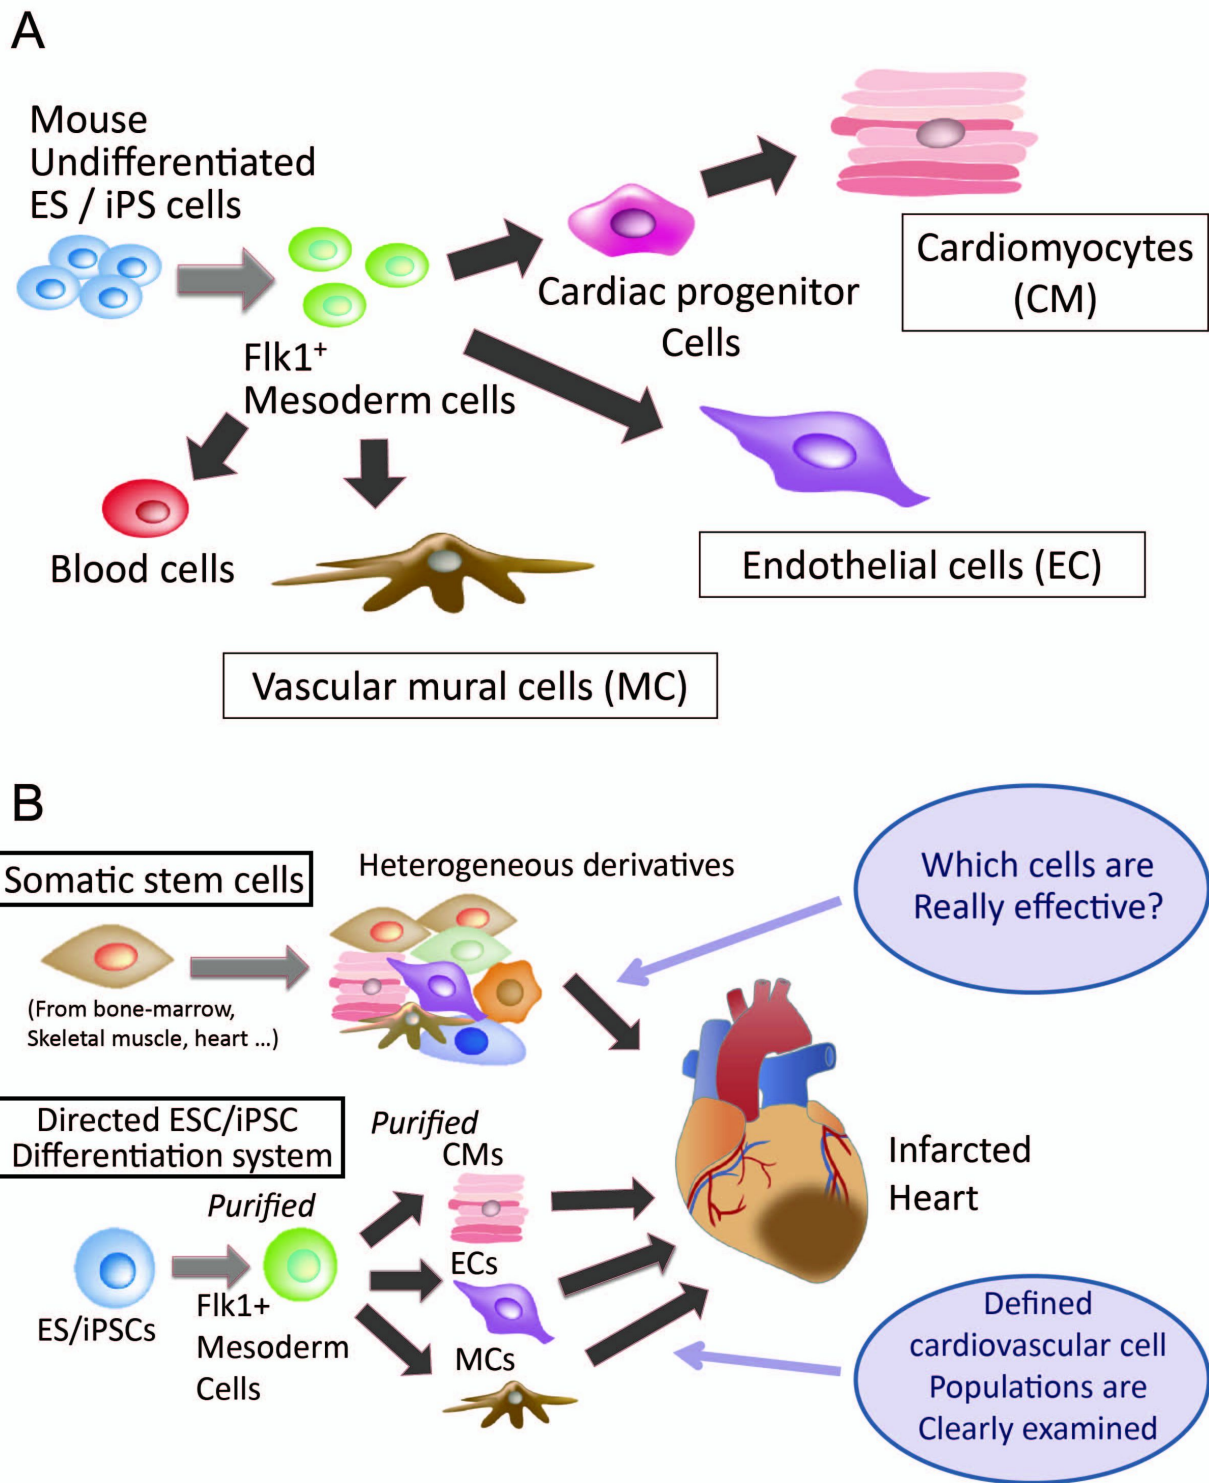 A
Mouse
Undifferentiated
ES / iPS cells
Flk1⁺
Mesoderm cells
Cardiac progenitor
Cells
Cardiomyocytes
(CM)
Blood cells
Endothelial cells (EC)
Vascular mural cells (MC)
B
Somatic stem cells
(From bone-marrow,
Skeletal muscle, heart ...)
Heterogeneous derivatives
Which cells are
Really effective?
Directed ESC/iPSC
Differentiation system
Purified
ES/iPSCs
Flk1+
Mesoderm
Cells
Purified
CMs
ECs
MCs
Infarcted
Heart
Defined
cardiovascular cell
Populations are
Clearly examined